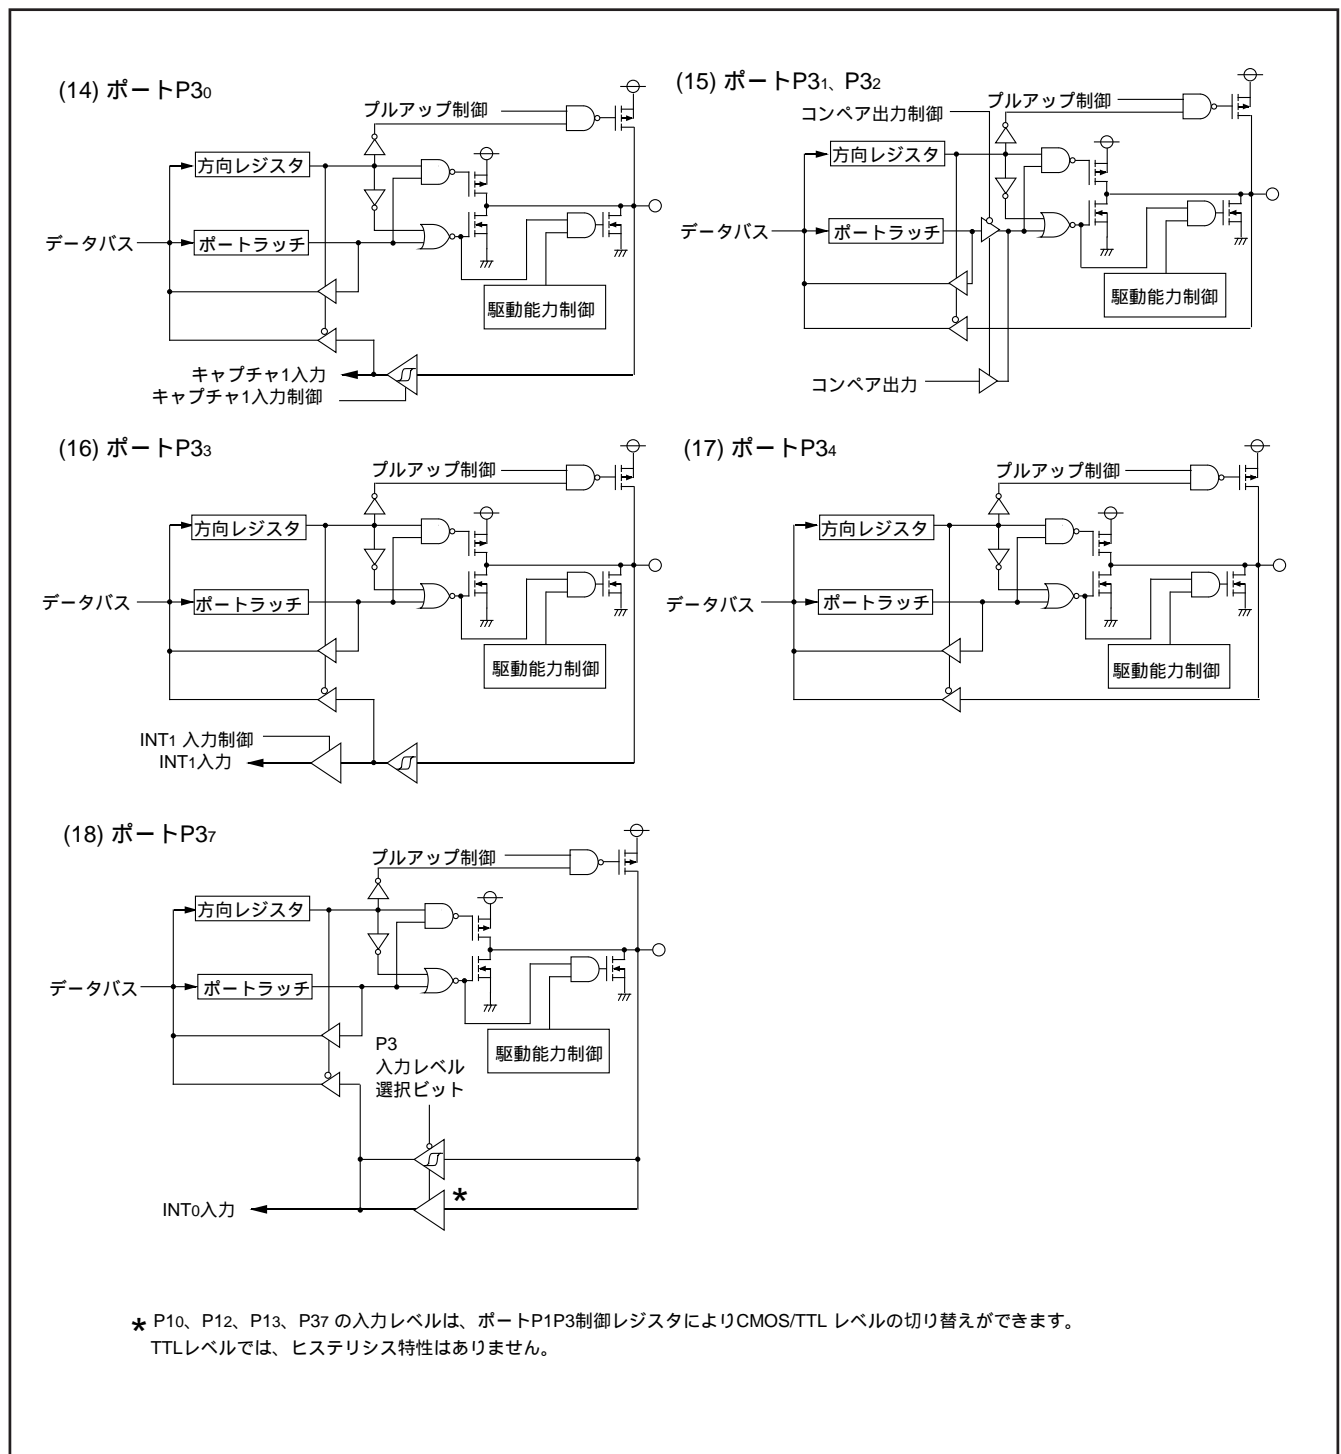 (14) ポートP30
プルアップ制御
方向レジスタ
データバス
ポートラッチ
駆動能力制御
キャプチャ1入力
キャプチャ1入力制御
(15) ポートP31、P32
プルアップ制御
コンペア出力制御
方向レジスタ
データバス
ポートラッチ
駆動能力制御
コンペア出力
(16) ポートP33
プルアップ制御
方向レジスタ
データバス
ポートラッチ
駆動能力制御
INT1 入力制御
INT1入力
(17) ポートP34
プルアップ制御
方向レジスタ
データバス
ポートラッチ
駆動能力制御
(18) ポートP37
プルアップ制御
方向レジスタ
データバス
ポートラッチ
駆動能力制御
P3
入力レベル
選択ビット
*
INT0入力
* P10、P12、P13、P37 の入力レベルは、ポートP1P3制御レジスタによりCMOS/TTL レベルの切り替えができます。
TTLレベルでは、ヒステリシス特性はありません。